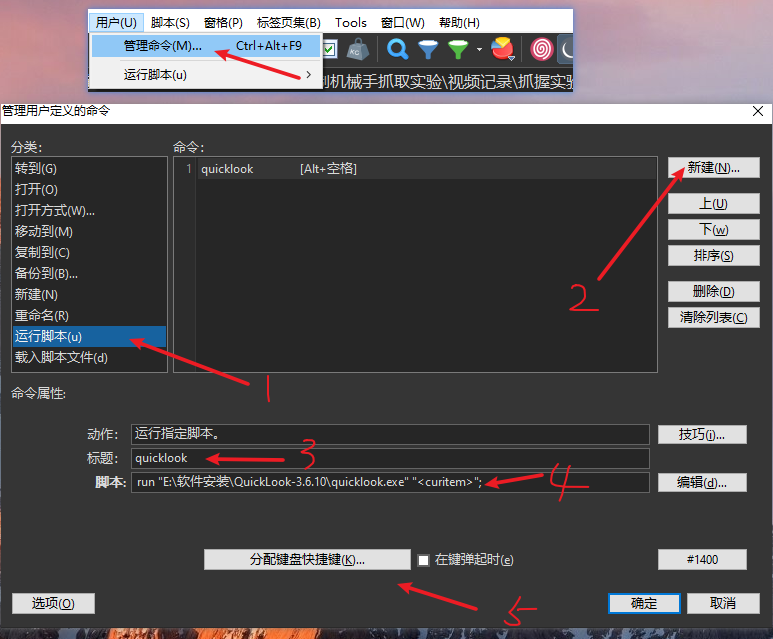 用户(U) 脚本(S) 窗格(P) 标签页集(B) Tools 窗口(W) 帮助(H)
管理命令(M)... Ctrl+Alt+F9
运行脚本(u) >
机械手抓取实验\视频记录\抓握实验
管理用户定义的命令
分类: 命令:
转到(G)
打开(O)
打开方式(W)...
移动到(M)
复制到(C)
备份到(B)...
新建(N)
重命名(R)
运行脚本(u)
载入脚本文件(d)
1 quicklook [Alt+空格]
新建(N)...
上(U)
下(w)
排序(S)
删除(D)
清除列表(C)
2
1
命令属性:
动作: 运行指定脚本。 技巧(i)...
标题: quicklook 3
脚本: run "E:\软件安装\QuickLook-3.6.10\quicklook.exe" "<curitem>"; 4 编辑(d)...
分配键盘快捷键(K)... 在键弹起时(e) #1400
5
选项(O) 确定 取消